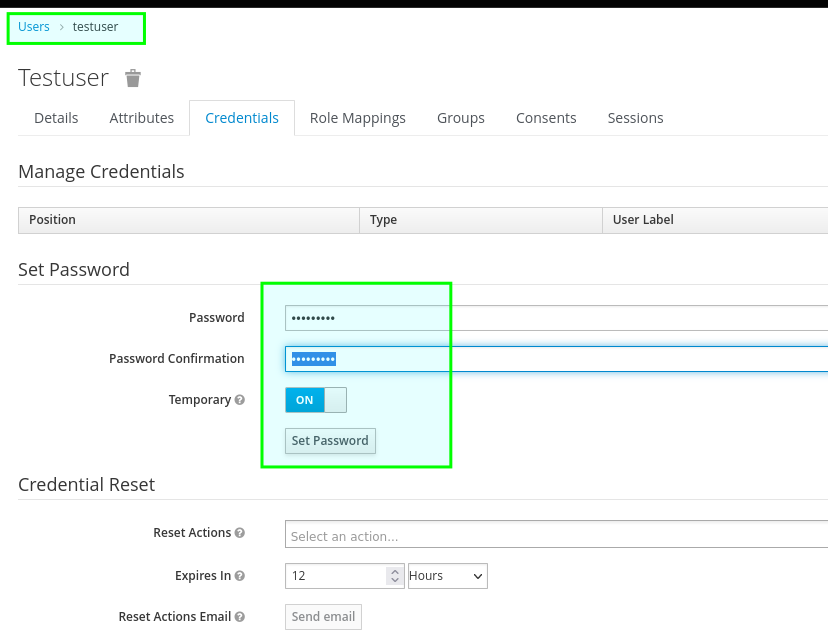 Users > testuser
Testuser
Details Attributes Credentials Role Mappings Groups Consents Sessions
Manage Credentials
Position Type User Label
Set Password
Password •••••••••
Password Confirmation •••••••••
Temporary ? ON
Set Password
Credential Reset
Reset Actions ? Select an action...
Expires In ? 12 Hours
Reset Actions Email ? Send email